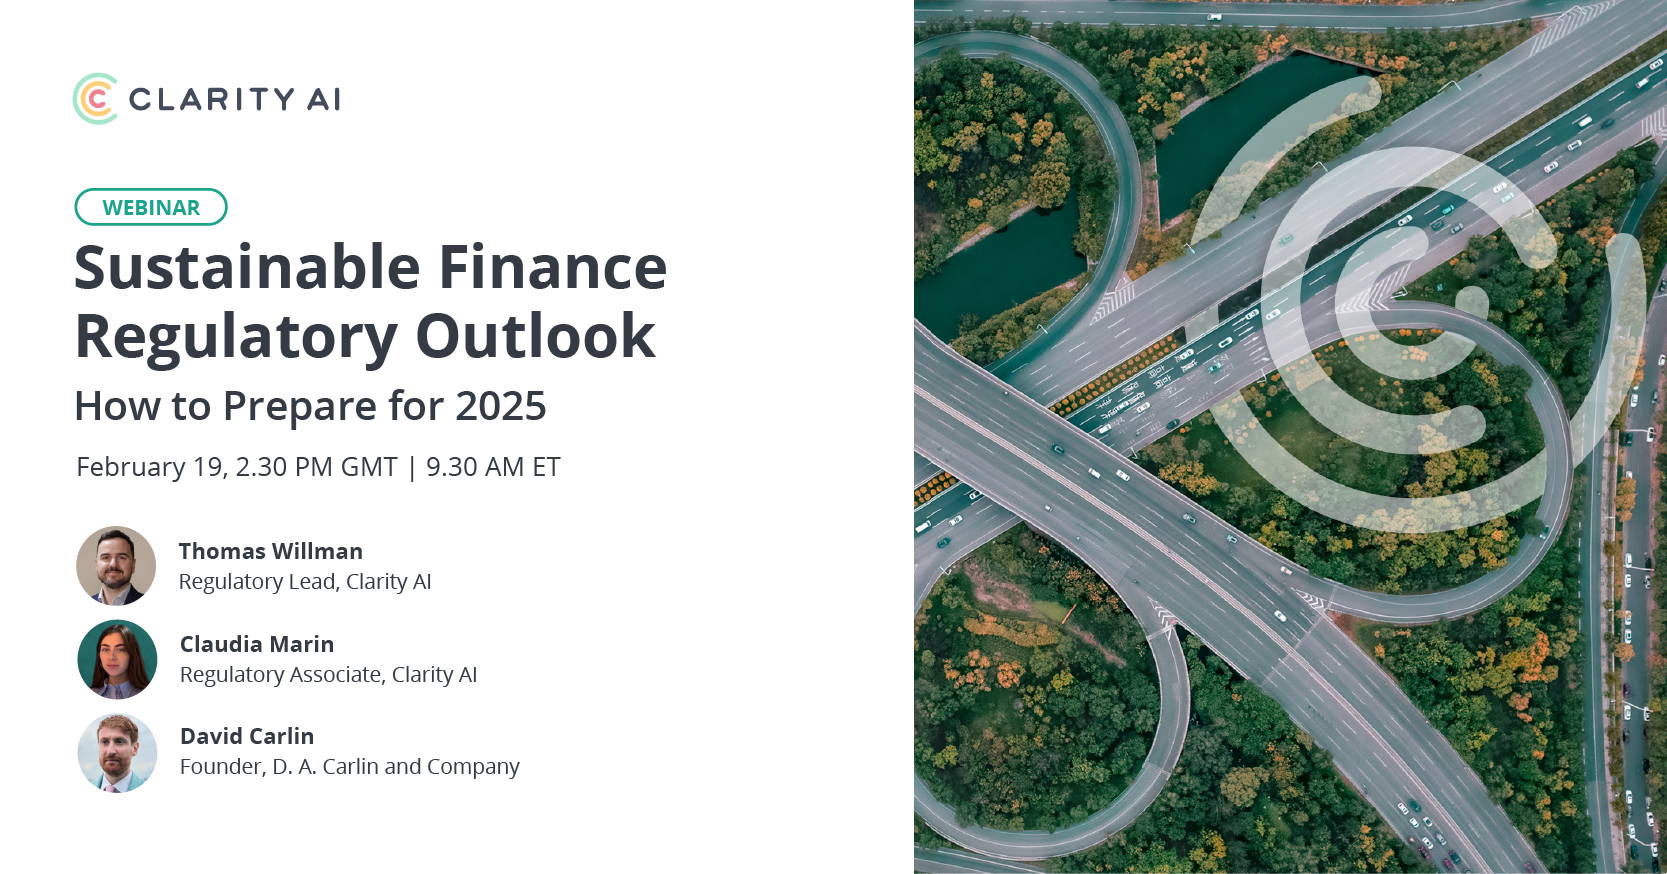 CLARITY AI
WEBINAR
Sustainable Finance
Regulatory Outlook
How to Prepare for 2025
February 19, 2.30 PM GMT | 9.30 AM ET
Thomas Willman
Regulatory Lead, Clarity AI
Claudia Marin
Regulatory Associate, Clarity AI
David Carlin
Founder, D. A. Carlin and Company